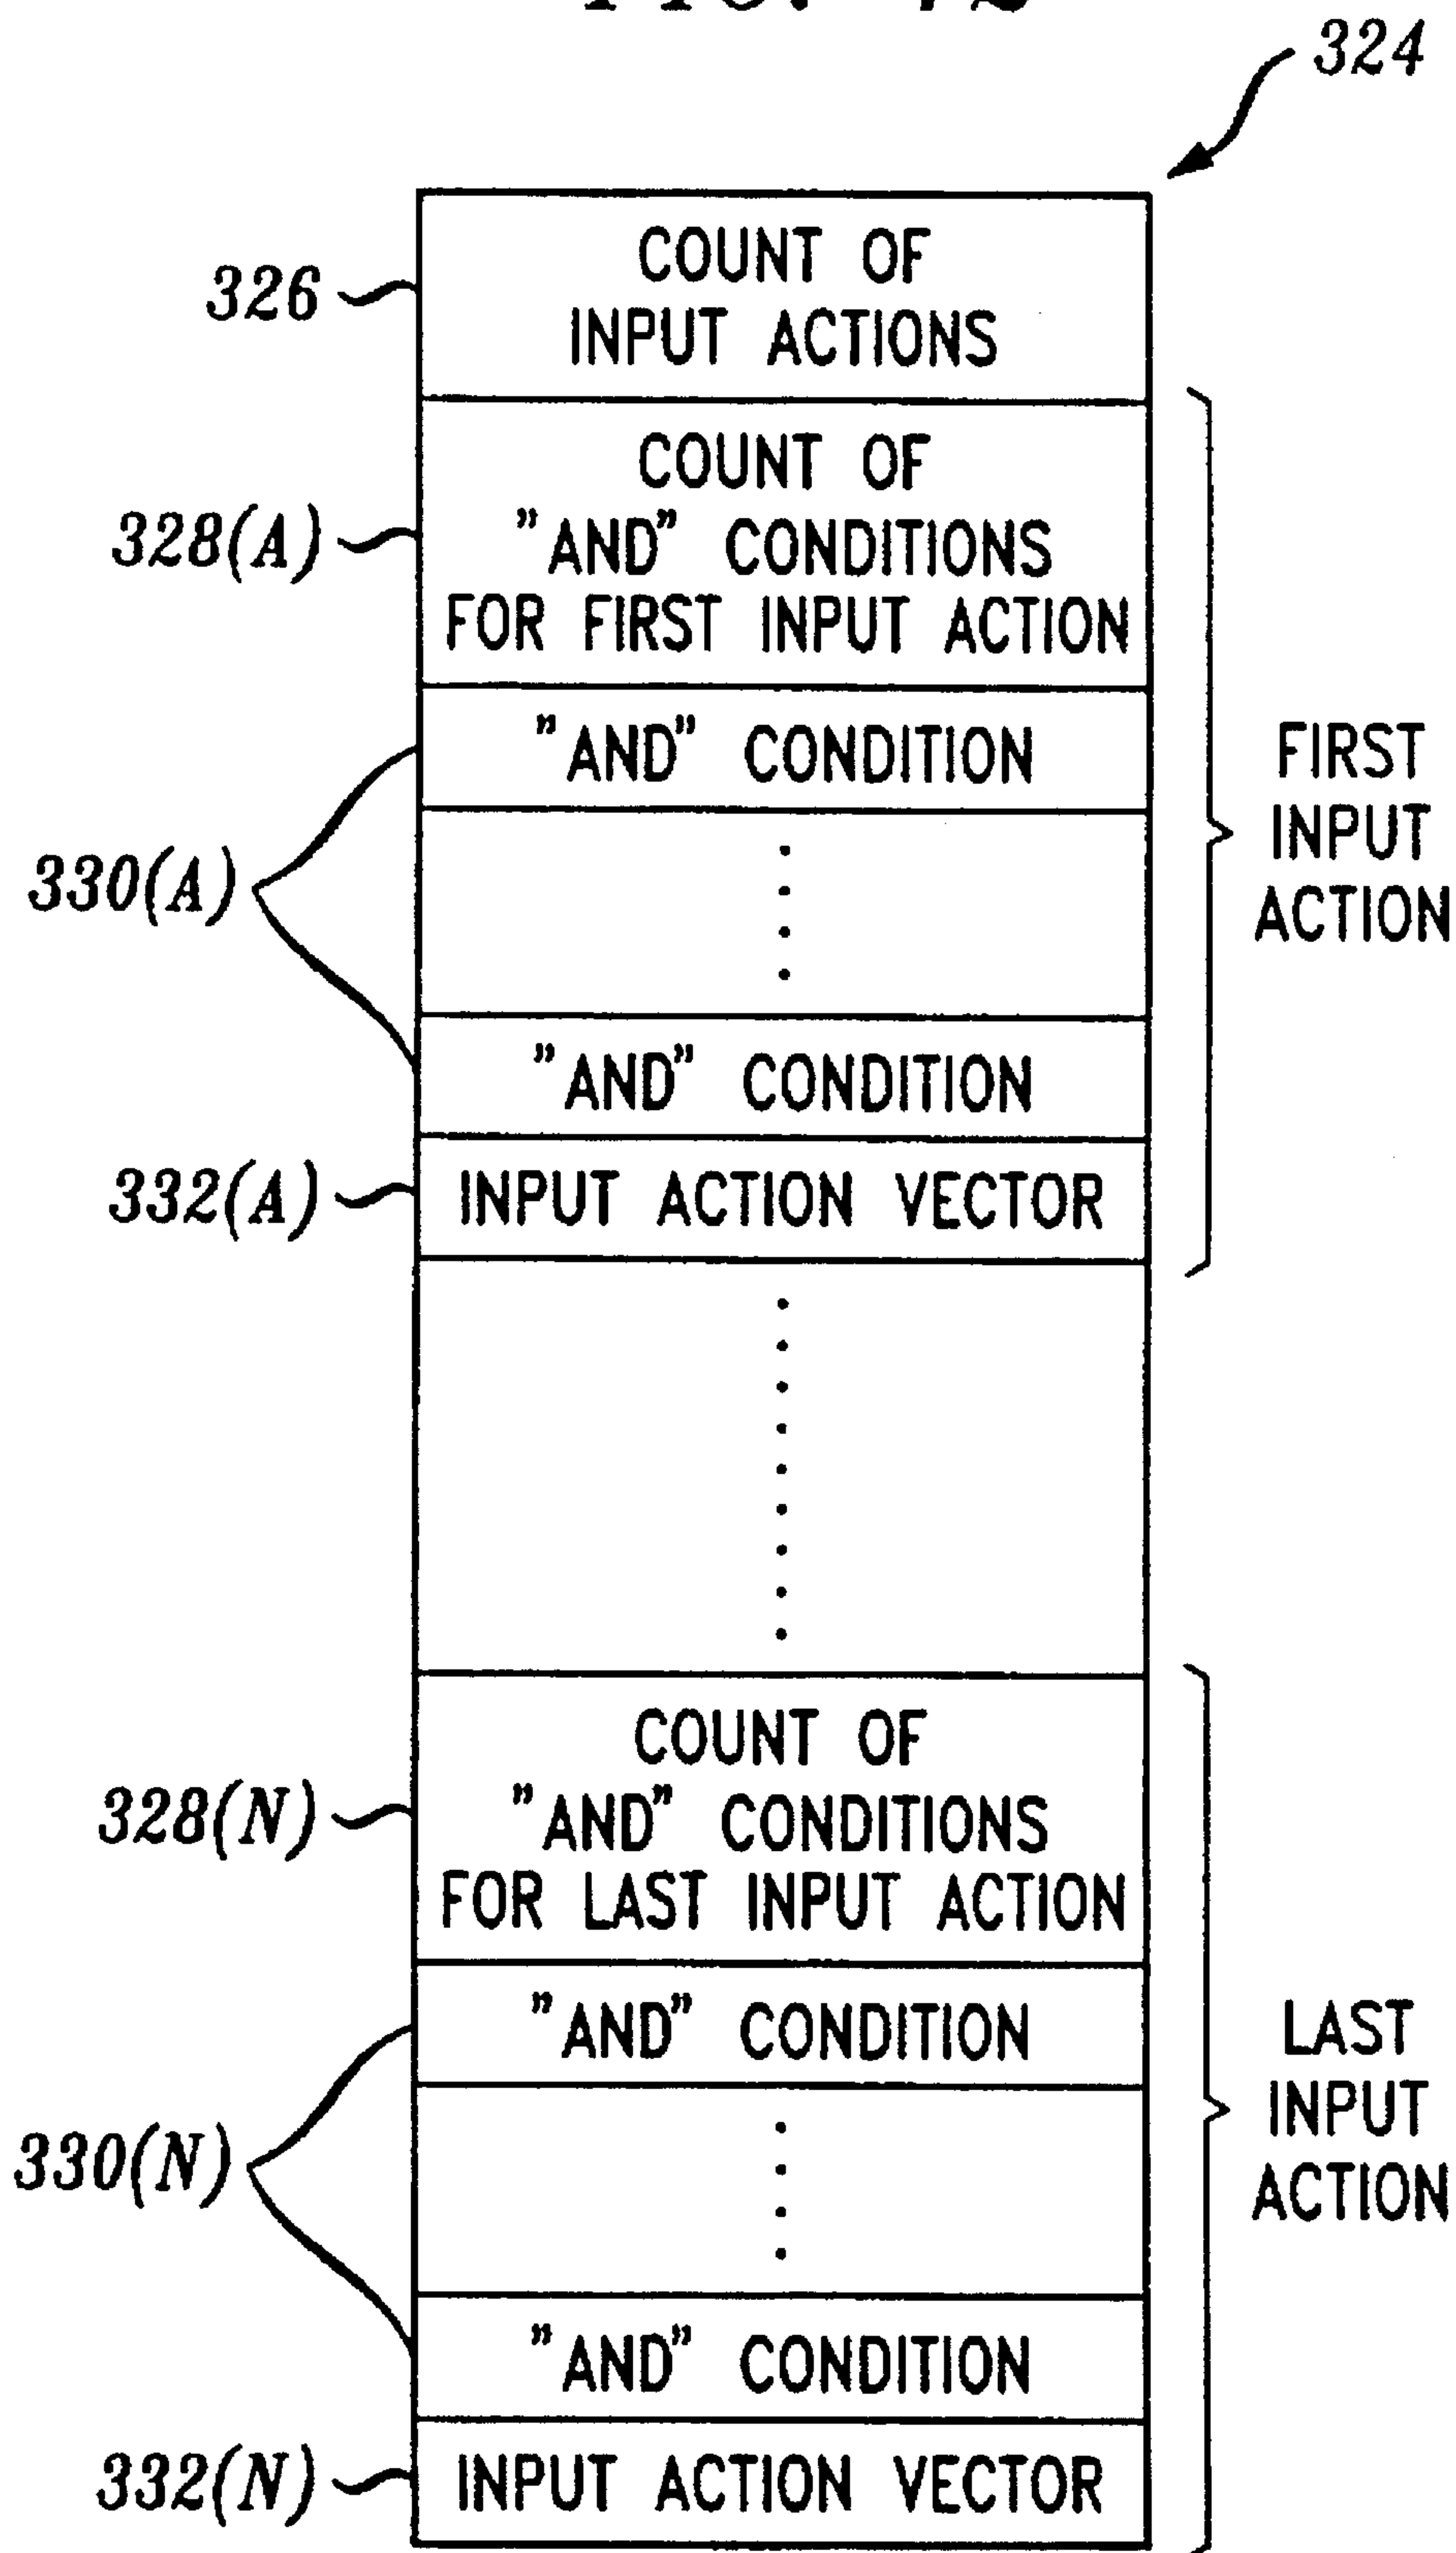 324
326
COUNT OF
INPUT ACTIONS
328(A)
COUNT OF
"AND" CONDITIONS
FOR FIRST INPUT ACTION
"AND" CONDITION
330(A)
"AND" CONDITION
332(A)
INPUT ACTION VECTOR
FIRST
INPUT
ACTION
328(N)
COUNT OF
"AND" CONDITIONS
FOR LAST INPUT ACTION
"AND" CONDITION
330(N)
"AND" CONDITION
332(N)
INPUT ACTION VECTOR
LAST
INPUT
ACTION